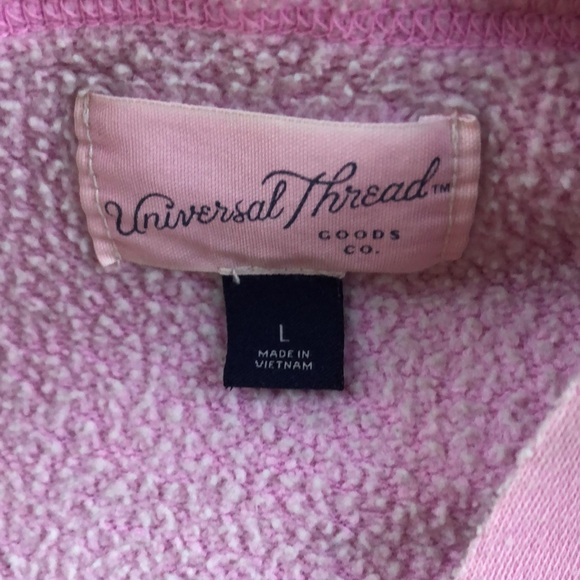 Universal Thread™
GOODS
CO.
L
MADE IN
VIETNAM